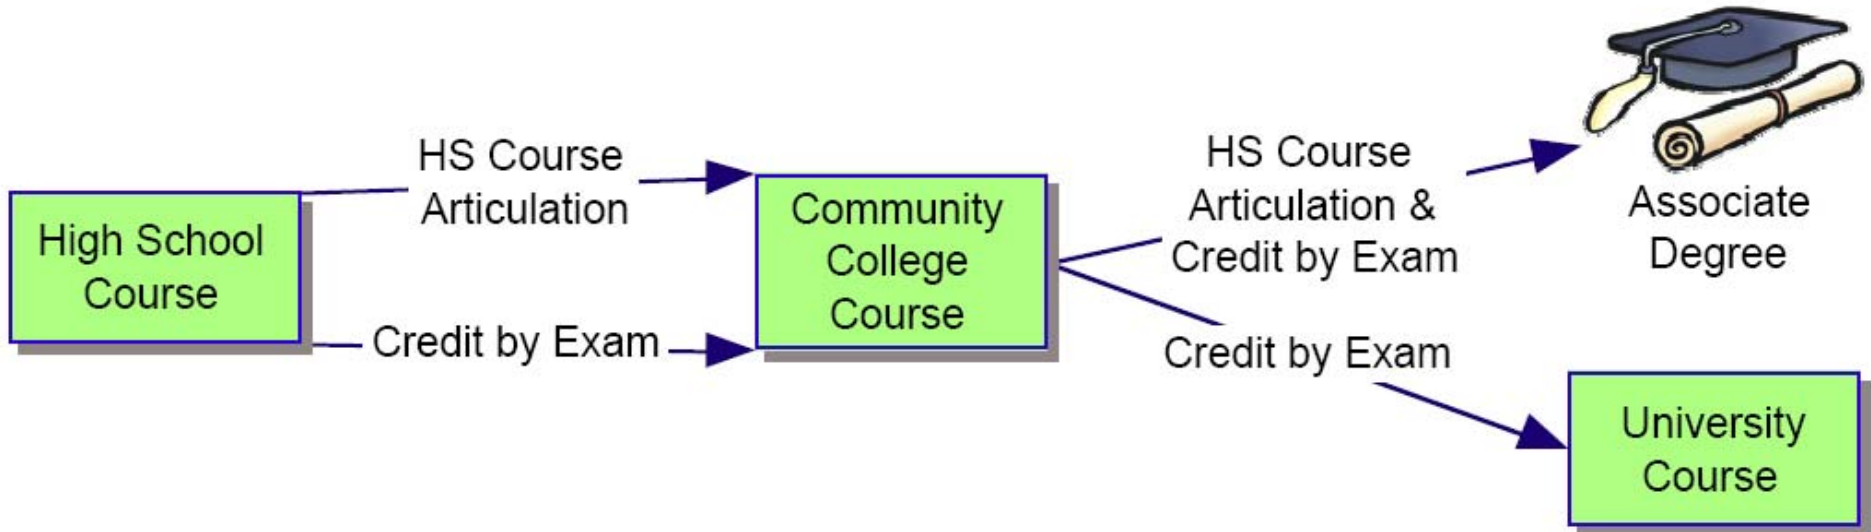 High School
Course
HS Course
Articulation
Credit by Exam
Community
College
Course
HS Course
Articulation &
Credit by Exam
Credit by Exam
Associate
Degree
University
Course